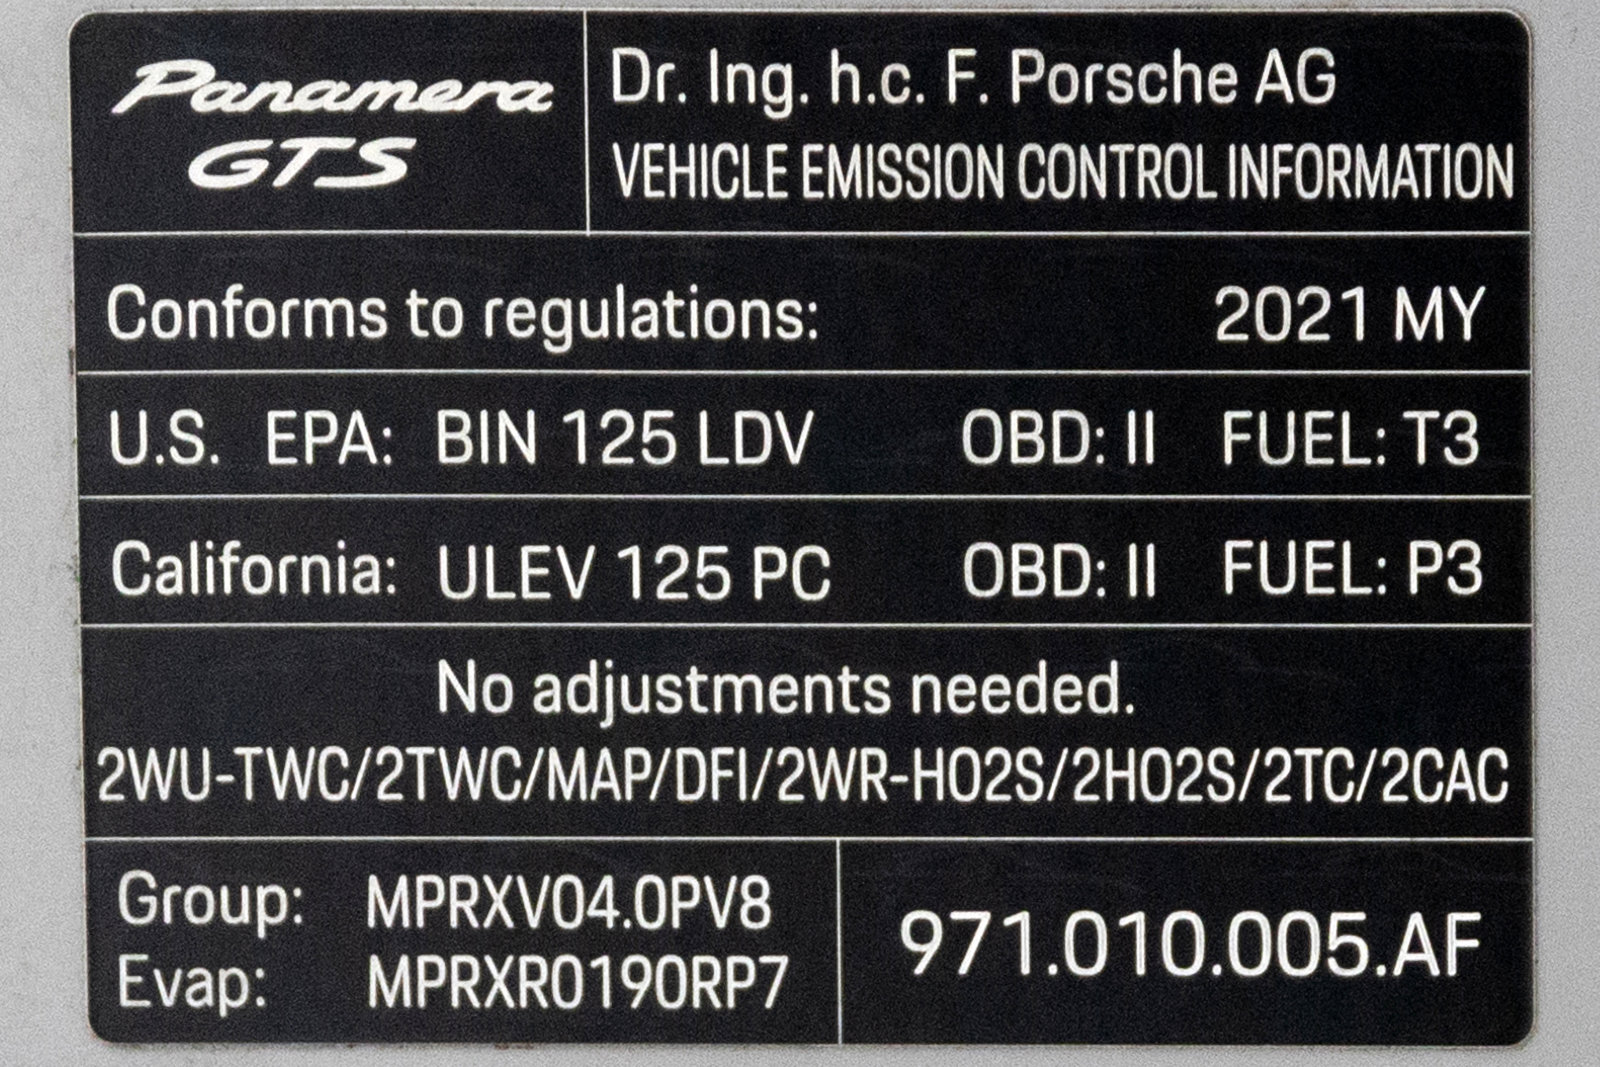 Panamera
GTS
Dr. Ing. h.c. F. Porsche AG
VEHICLE EMISSION CONTROL INFORMATION
Conforms to regulations: 2021 MY
U.S. EPA: BIN 125 LDV OBD: II FUEL: T3
California: ULEV 125 PC OBD: II FUEL: P3
No adjustments needed.
2WU-TWC/2TWC/MAP/DFI/2WR-HO2S/2HO2S/2TC/2CAC
Group: MPRXV04.0PV8
Evap: MPRXR0190RP7
971.010.005.AF